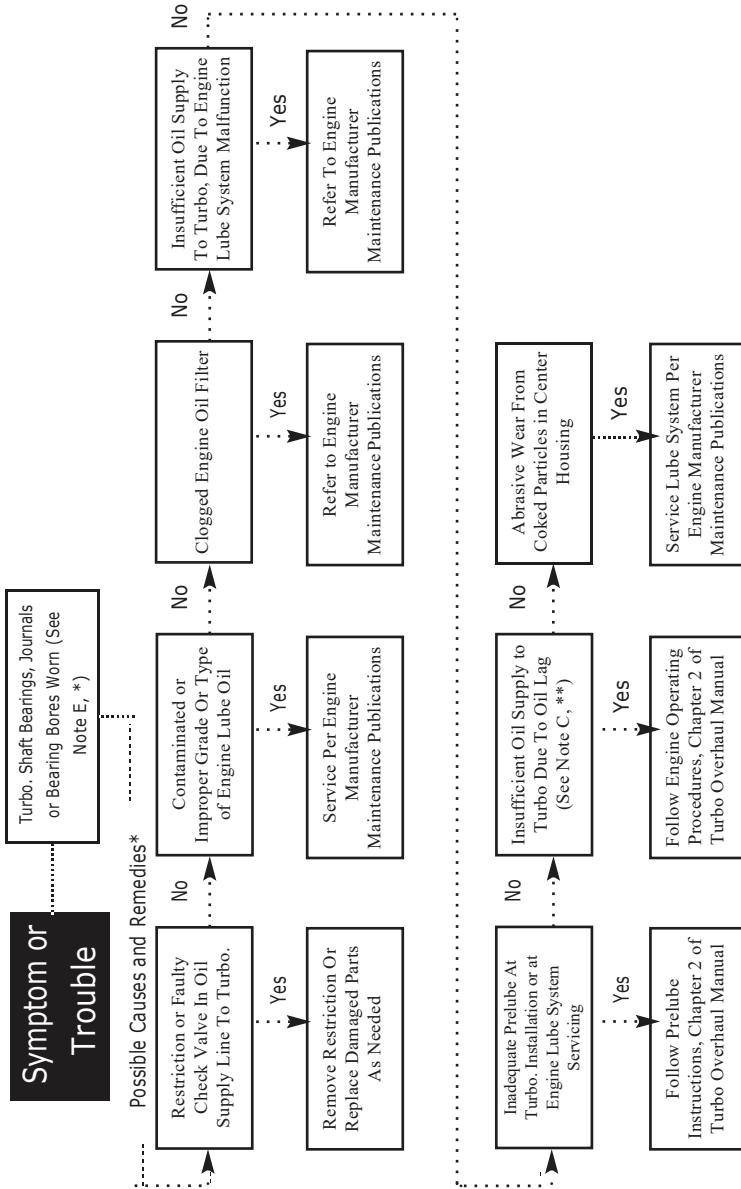 Symptom or
Trouble
Turbo. Shaft Bearings, Journals
or Bearing Bores Worn (See
Note E, *)
Possible Causes and Remedies*
Restriction or Faulty
Check Valve In Oil
Supply Line To Turbo.
No
Contaminated or
Improper Grade Or Type
of Engine Lube Oil
No
Clogged Engine Oil Filter
No
Insufficient Oil Supply
To Turbo, Due To Engine
Lube System Malfunction
No
Yes
Yes
Yes
Yes
Remove Restriction Or
Replace Damaged Parts
As Needed
Service Per Engine
Manufacturer
Maintenance Publications
Refer to Engine
Manufacturer
Maintenance Publications
Refer To Engine
Manufacturer
Maintenance Publications
Inadequate Prelube At
Turbo. Installation or at
Engine Lube System
Servicing
No
Insufficient Oil Supply to
Turbo Due To Oil Lag
(See Note C, **)
No
Abrasive Wear From
Coked Particles in Center
Housing
Yes
Yes
Yes
Follow Prelube
Instructions, Chapter 2 of
Turbo Overhaul Manual
Follow Engine Operating
Procedures, Chapter 2 of
Turbo Overhaul Manual
Service Lube System Per
Engine Manufacturer
Maintenance Publications